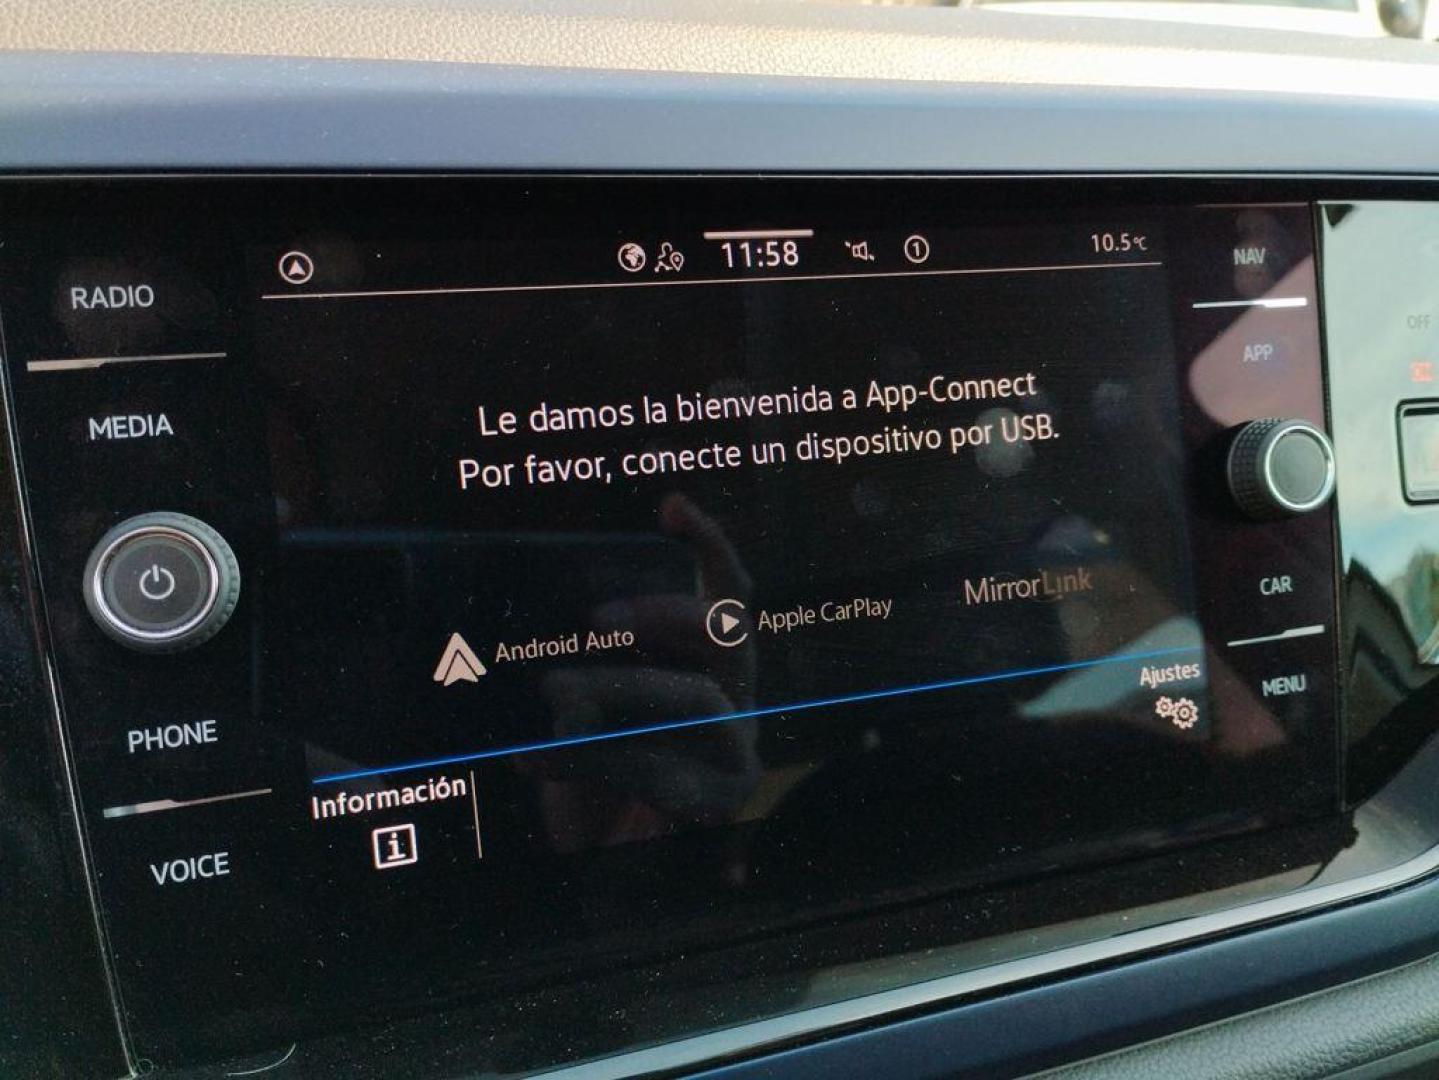 RADIO
MEDIA
PHONE
VOICE
11:58
1
10.5°C
Le damos la bienvenida a App-Connect
Por favor, conecte un dispositivo por USB.
Android Auto
Apple CarPlay
MirrorLink
Ajustes
Información
i
NAV
APP
CAR
MENU
OFF